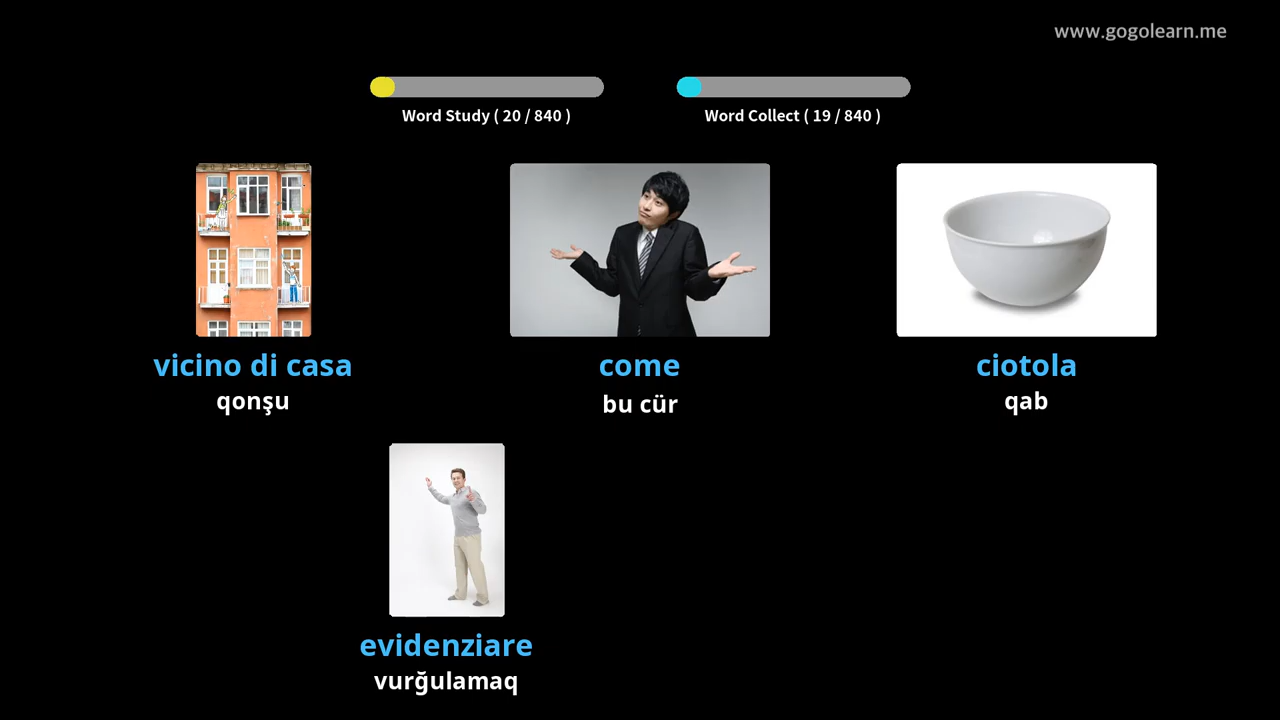 www.gogolearn.me
Word Study ( 20 / 840 )
Word Collect ( 19 / 840 )
vicino di casa
qonşu
come
bu cür
ciotola
qab
evidenziare
vurğulamaq